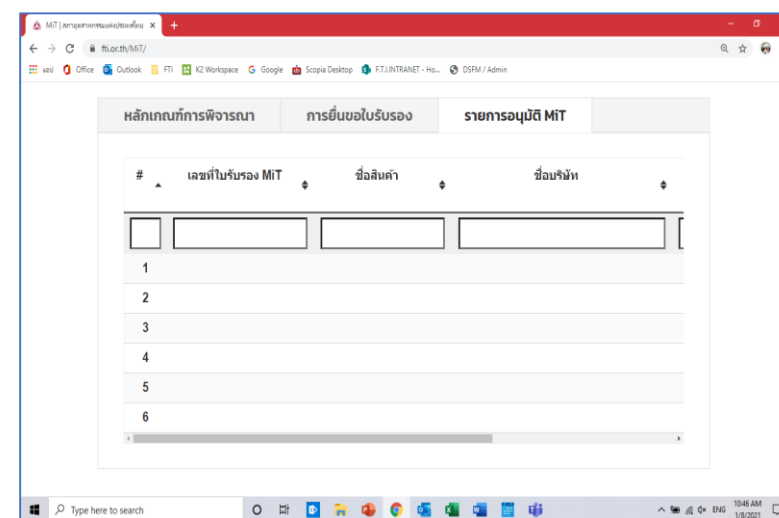 MiT | สภาอุตสาหกรรมแห่งประเทศไทย
ftior.th/MiT/
แอป Office Outlook FTI K2 Workspace Google Scopia Desktop F.T.I.INTRANET - Ho... DSFM / Admin
หลักเกณฑ์การพิจารณา การยื่นขอใบรับรอง รายการอนุมัติ MiT
# เลขที่ใบรับรอง MiT ชื่อสินค้า ชื่อบริษัท
1
2
3
4
5
6
Type here to search ENG 10:46 AM
1/8/2021